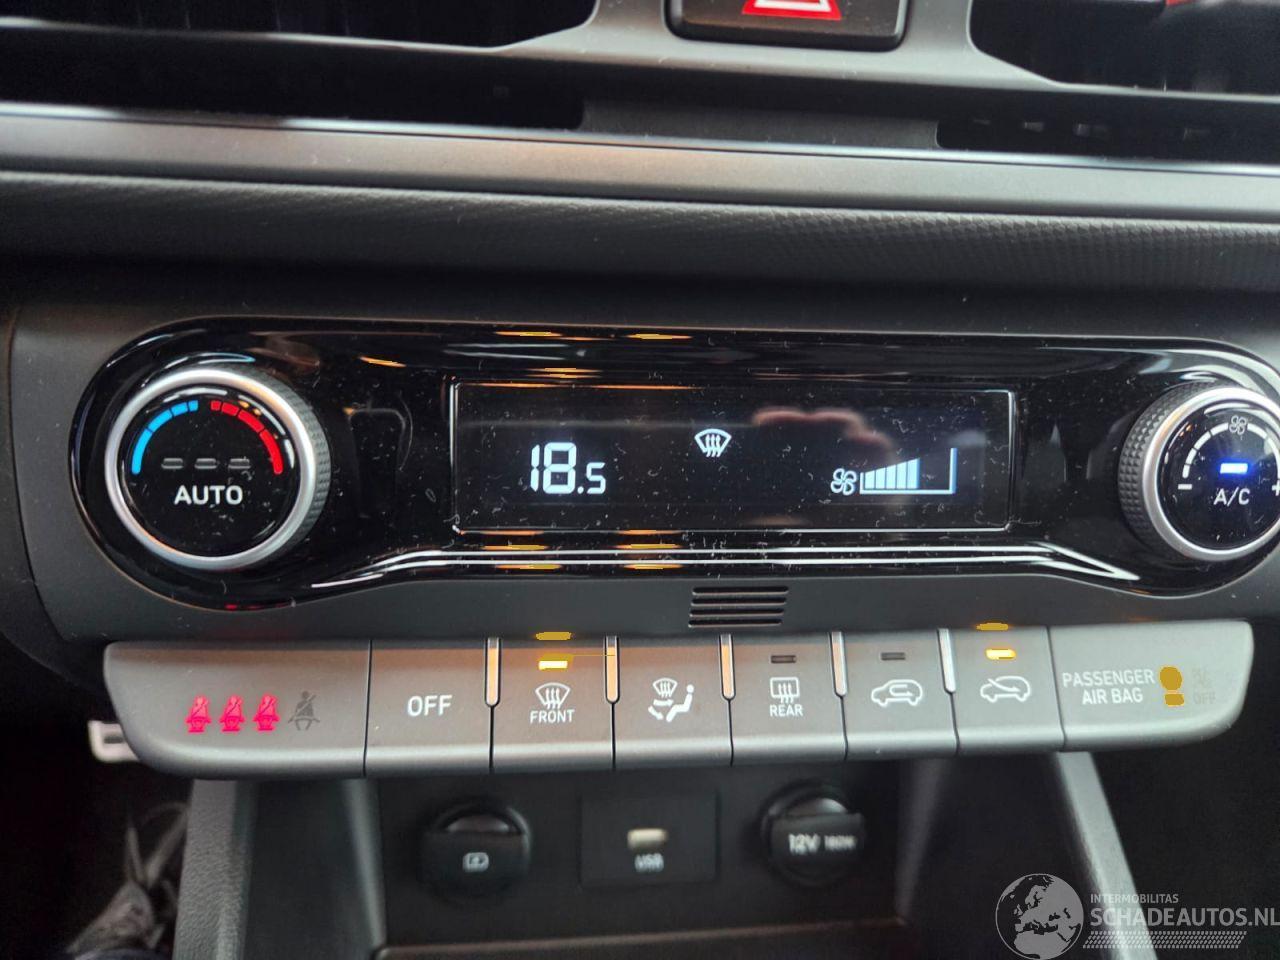 18.5
AUTO
A/C
- +
OFF
FRONT
REAR
PASSENGER
AIR BAG
OFF
USB
12V 180W
INTERMOBILITAS
SCHADEAUTOS.NL